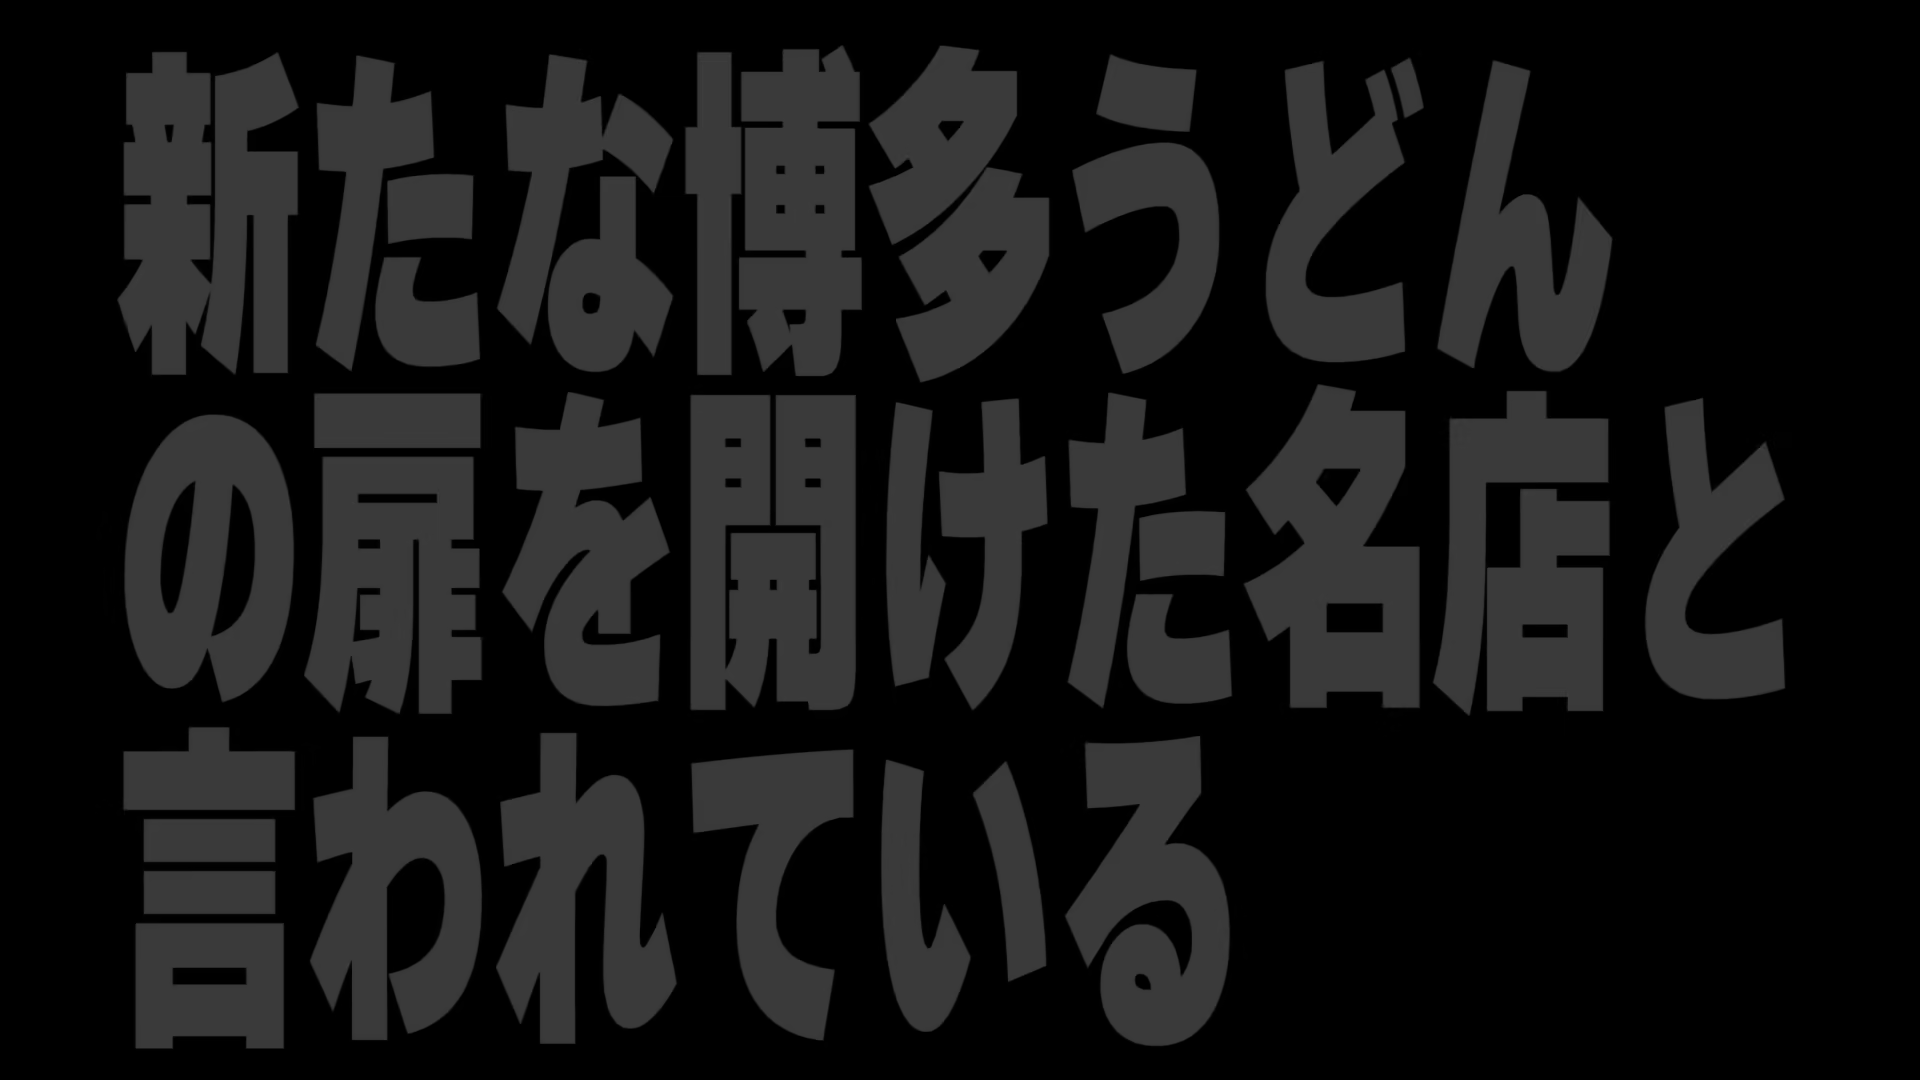 新たな博多うどん
の扉を開けた名店と
言われている